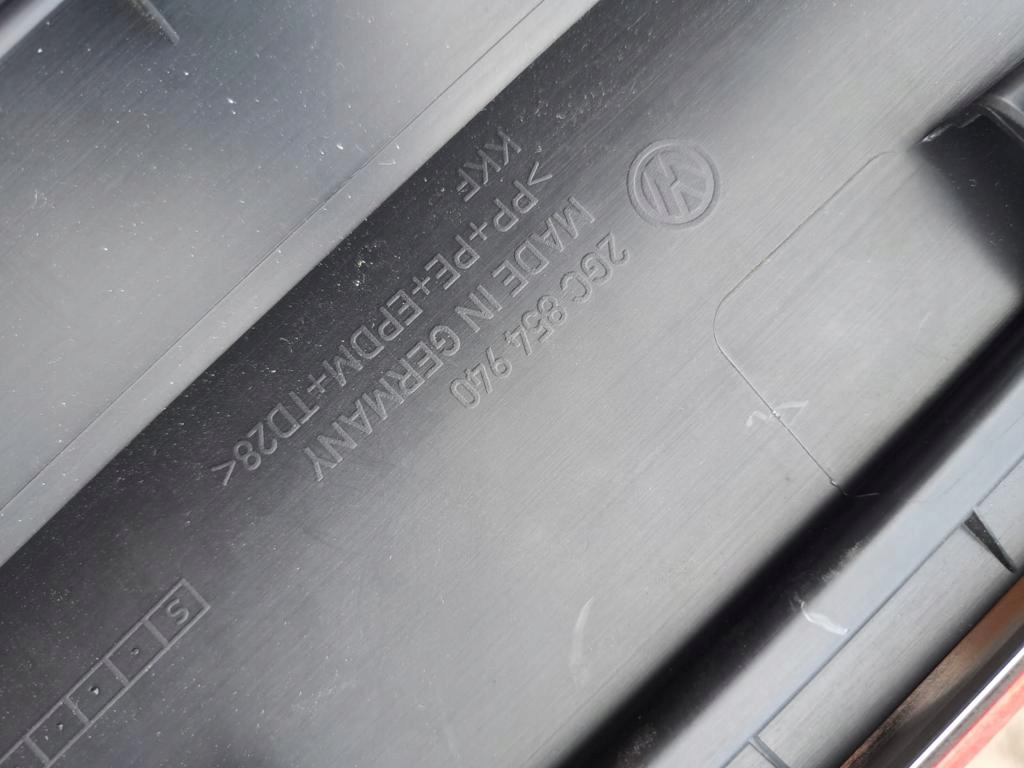 2GC 854 940
MADE IN GERMANY
>PP+PE+EPDM+TD28<
KKF
S